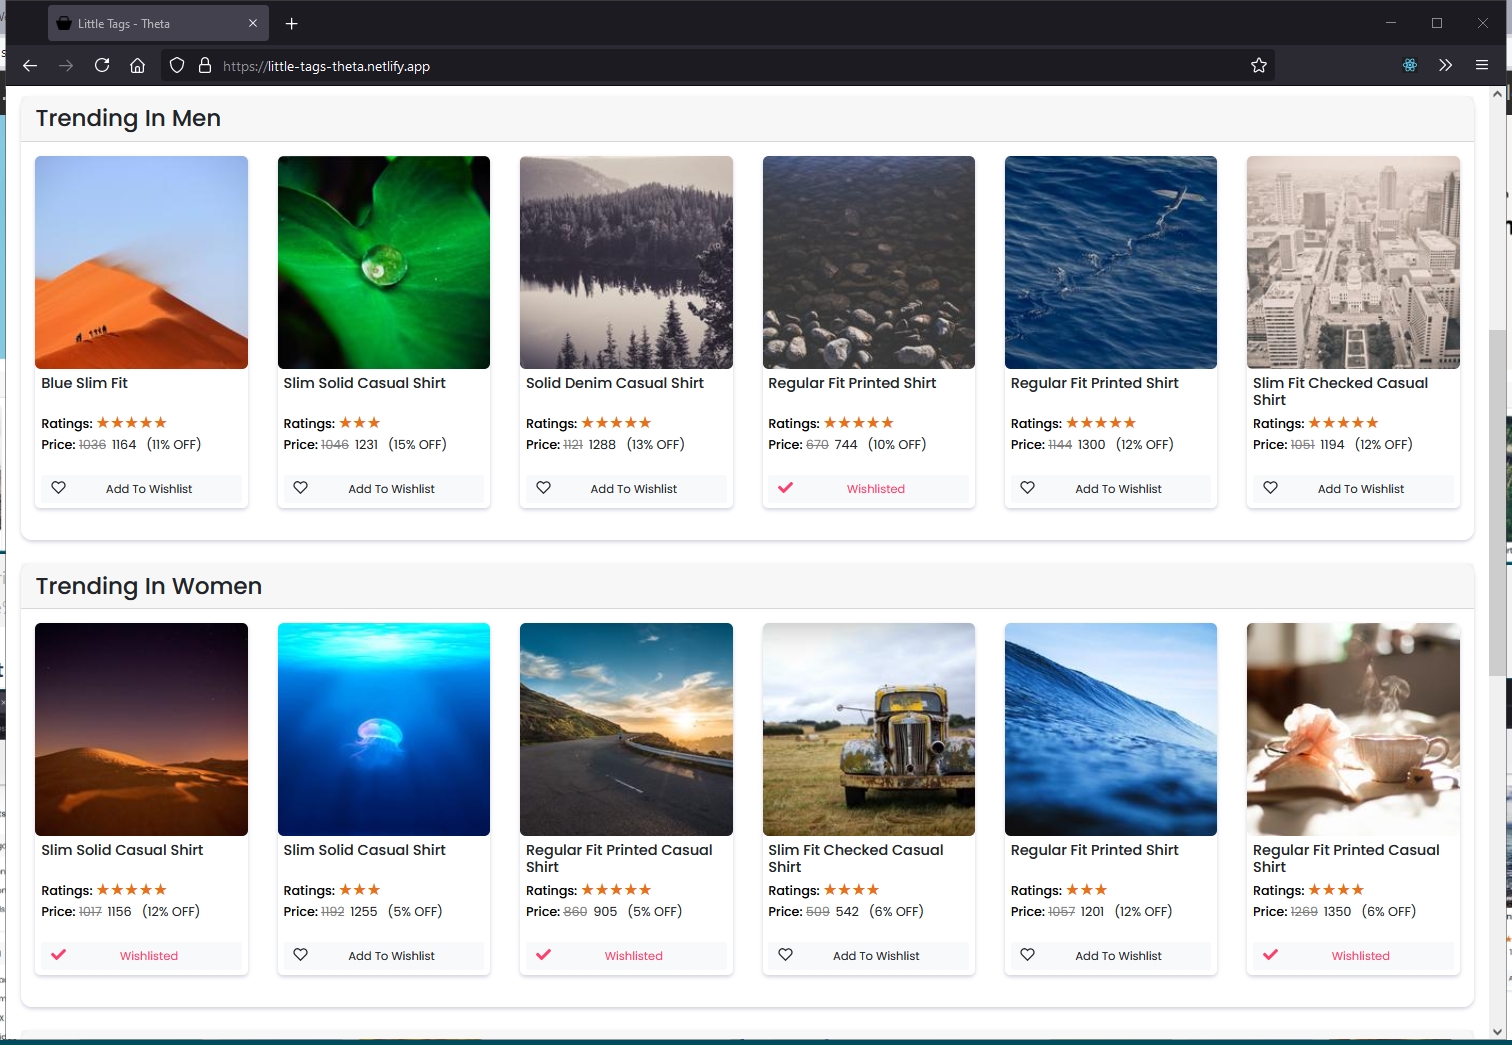 Little Tags - Theta
https://little-tags-theta.netlify.app
Trending In Men
Blue Slim Fit
Ratings: ★★★★★
Price: 1036 1164 (11% OFF)
Add To Wishlist
Slim Solid Casual Shirt
Ratings: ★★★
Price: 1046 1231 (15% OFF)
Add To Wishlist
Solid Denim Casual Shirt
Ratings: ★★★★★
Price: 1121 1288 (13% OFF)
Add To Wishlist
Regular Fit Printed Shirt
Ratings: ★★★★★
Price: 670 744 (10% OFF)
Wishlisted
Regular Fit Printed Shirt
Ratings: ★★★★★
Price: 1144 1300 (12% OFF)
Add To Wishlist
Slim Fit Checked Casual
Shirt
Ratings: ★★★★★
Price: 1051 1194 (12% OFF)
Add To Wishlist
Trending In Women
Slim Solid Casual Shirt
Ratings: ★★★★★
Price: 1017 1156 (12% OFF)
Wishlisted
Slim Solid Casual Shirt
Ratings: ★★★
Price: 1192 1255 (5% OFF)
Add To Wishlist
Regular Fit Printed Casual
Shirt
Ratings: ★★★★★
Price: 860 905 (5% OFF)
Wishlisted
Slim Fit Checked Casual
Shirt
Ratings: ★★★★
Price: 509 542 (6% OFF)
Add To Wishlist
Regular Fit Printed Shirt
Ratings: ★★★
Price: 1057 1201 (12% OFF)
Add To Wishlist
Regular Fit Printed Casual
Shirt
Ratings: ★★★★
Price: 1269 1350 (6% OFF)
Wishlisted